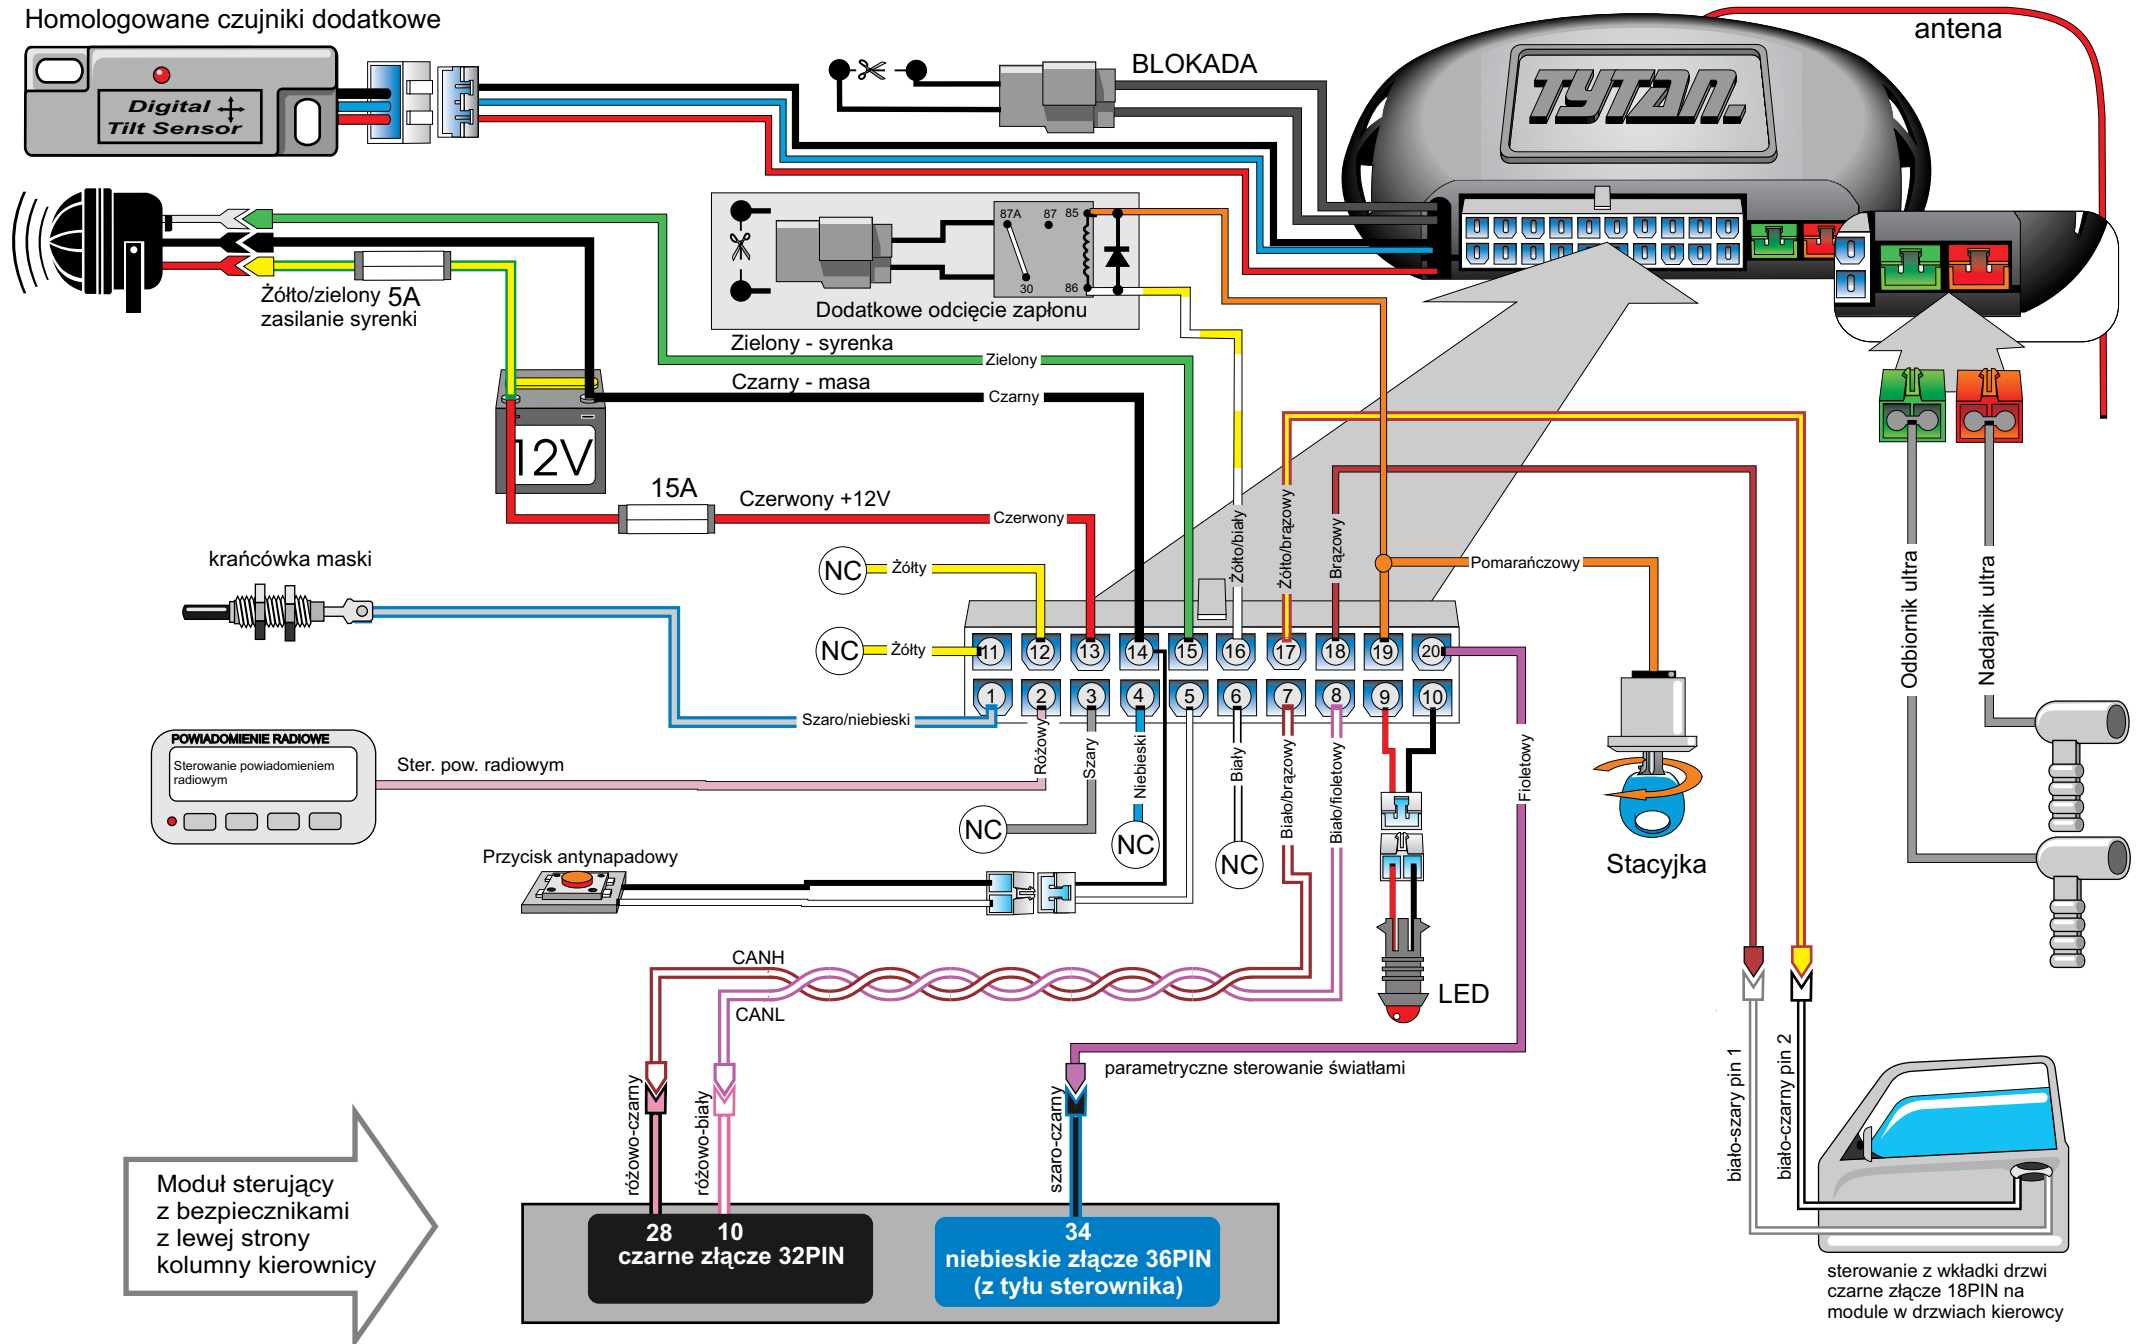 Homologowane czujniki dodatkowe
Digital
Tilt Sensor
BLOKADA
antena
TYTAN.
Żółto/zielony 5A
zasilanie syrenki
87A
87
85
30
86
Dodatkowe odcięcie zapłonu
Zielony - syrenka
Zielony
Czarny - masa
Czarny
12V
15A
Czerwony +12V
Czerwony
krańcówka maski
NC
Żółty
NC
Żółty
Żółto/biały
Żółto/brązowy
Brązowy
Pomarańczowy
Odbiornik ultra
Nadajnik ultra
11
12
13
14
15
16
17
18
19
20
1
2
3
4
5
6
7
8
9
10
Szaro/niebieski
Różowy
Szary
Niebieski
Biały
Biało/brązowy
Biało/fioletowy
Fioletowy
POWIADOMIENIE RADIOWE
Sterowanie powiadomieniem
radiowym
Ster. pow. radiowym
NC
NC
NC
Stacyjka
Przycisk antynapadowy
CANH
CANL
LED
parametryczne sterowanie światłami
różowo-czarny
różowo-biały
szaro-czarny
biało-szary pin 1
biało-czarny pin 2
Moduł sterujący
z bezpiecznikami
z lewej strony
kolumny kierownicy
28
10
czarne złącze 32PIN
34
niebieskie złącze 36PIN
(z tyłu sterownika)
sterowanie z wkładki drzwi
czarne złącze 18PIN na
module w drzwiach kierowcy